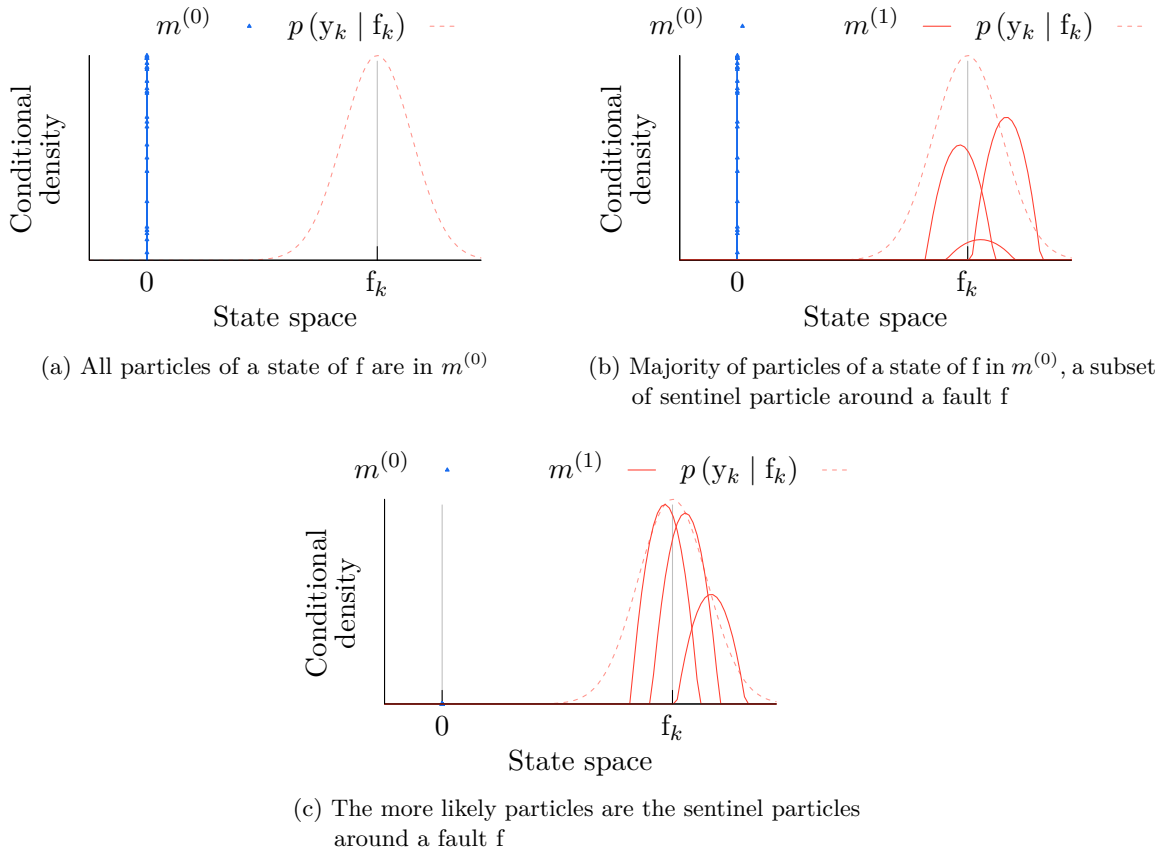 m^{(0)} p(y_k | f_k)
Conditional
density
0 f_k
State space
(a) All particles of a state of f are in m^{(0)}
m^{(0)} m^{(1)} p(y_k | f_k)
Conditional
density
0 f_k
State space
(b) Majority of particles of a state of f in m^{(0)}, a subset
of sentinel particle around a fault f
m^{(0)} m^{(1)} p(y_k | f_k)
Conditional
density
0 f_k
State space
(c) The more likely particles are the sentinel particles
around a fault f